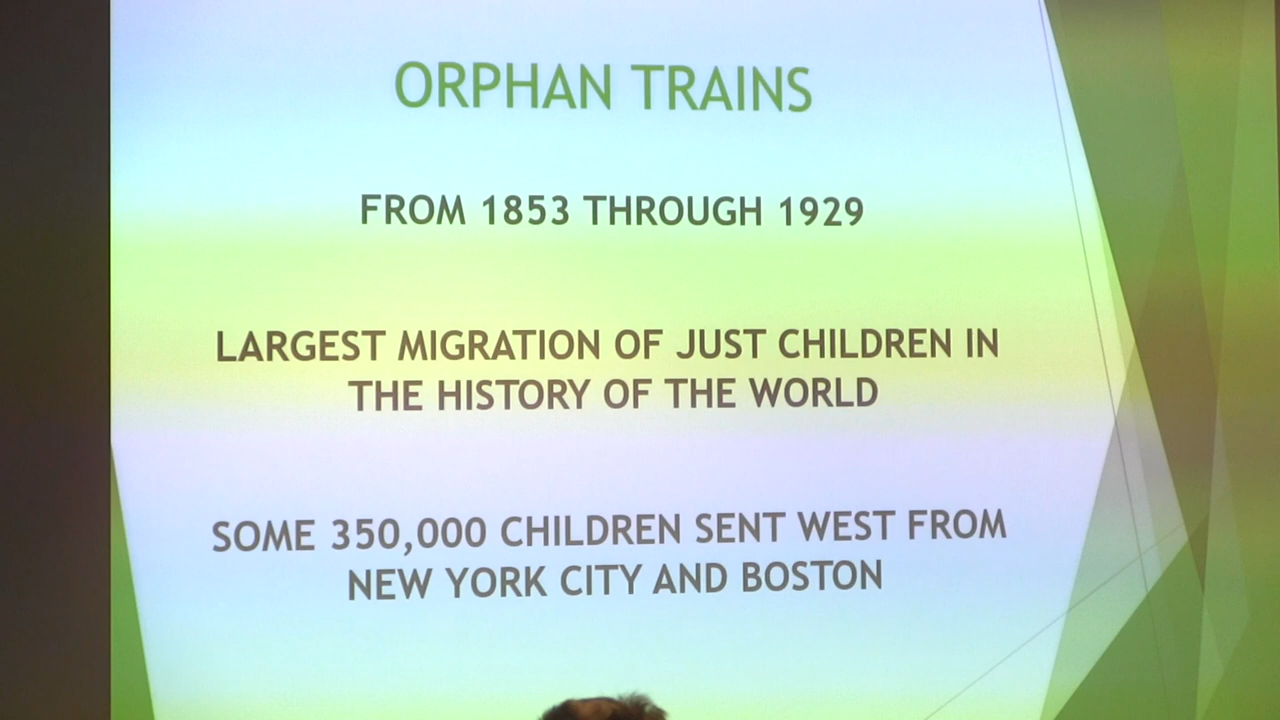 ORPHAN TRAINS
FROM 1853 THROUGH 1929
LARGEST MIGRATION OF JUST CHILDREN IN
THE HISTORY OF THE WORLD
SOME 350,000 CHILDREN SENT WEST FROM
NEW YORK CITY AND BOSTON